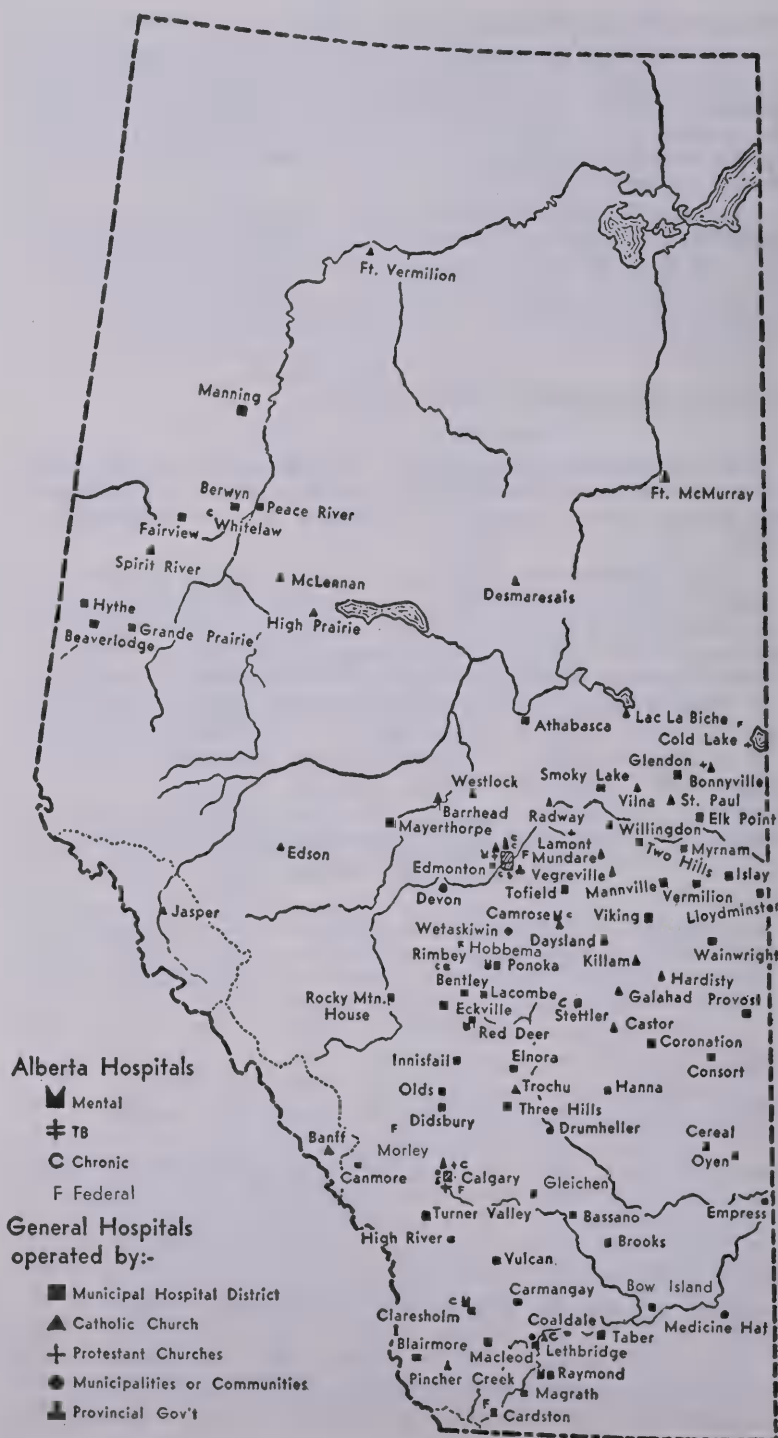 Ft. Vermilion
Manning
Ft. McMurray
Berwyn
Peace River
C
Whitelaw
Fairview
Spirit River
McLennan
Desmaresais
Hythe
High Prairie
Beaverlodge
Grande Prairie
Athabasca
Lac La Biche F
Cold Lake
Glendon
Bonnyville
Westlock
Smoky Lake
Vilna
St. Paul
Barrhead
Radway
Elk Point
Mayerthorpe
Willingdon
Lamont
Two Hills
Myrnam
Edson
Mundare
Edmonton
F
Vegreville
Islay
Devon
Tofield
Mannville
Vermilion
Lloydminster
Jasper
Camrose
C
Viking
Wetaskiwin
Daysland
Wainwright
F
Hobbema
Rimbey
C
Ponoka
Killam
Hardisty
Bentley
Lacombe
C
Galahad
Provost
Rocky Mtn.
House
Eckville
Stettler
Red Deer
Castor
Coronation
Innisfail
Elnora
Consort
Alberta Hospitals
Mental
TB
C Chronic
F Federal
Olds
Trochu
Hanna
Didsbury
Three Hills
F
Drumheller
Cereal
Banff
Morley
Oyen
C
Canmore
Calgary
F
Gleichen
General Hospitals
operated by:-
Turner Valley
Bassano
Empress
High River
Brooks
Vulcan
Bow Island
Municipal Hospital District
Catholic Church
Protestant Churches
Municipalities or Communities
Provincial Gov't
C
Carmangay
Claresholm
Coaldale
Medicine Hat
C
Taber
Blairmore
Macleod
Lethbridge
Pincher Creek
Raymond
Magrath
F
Cardston